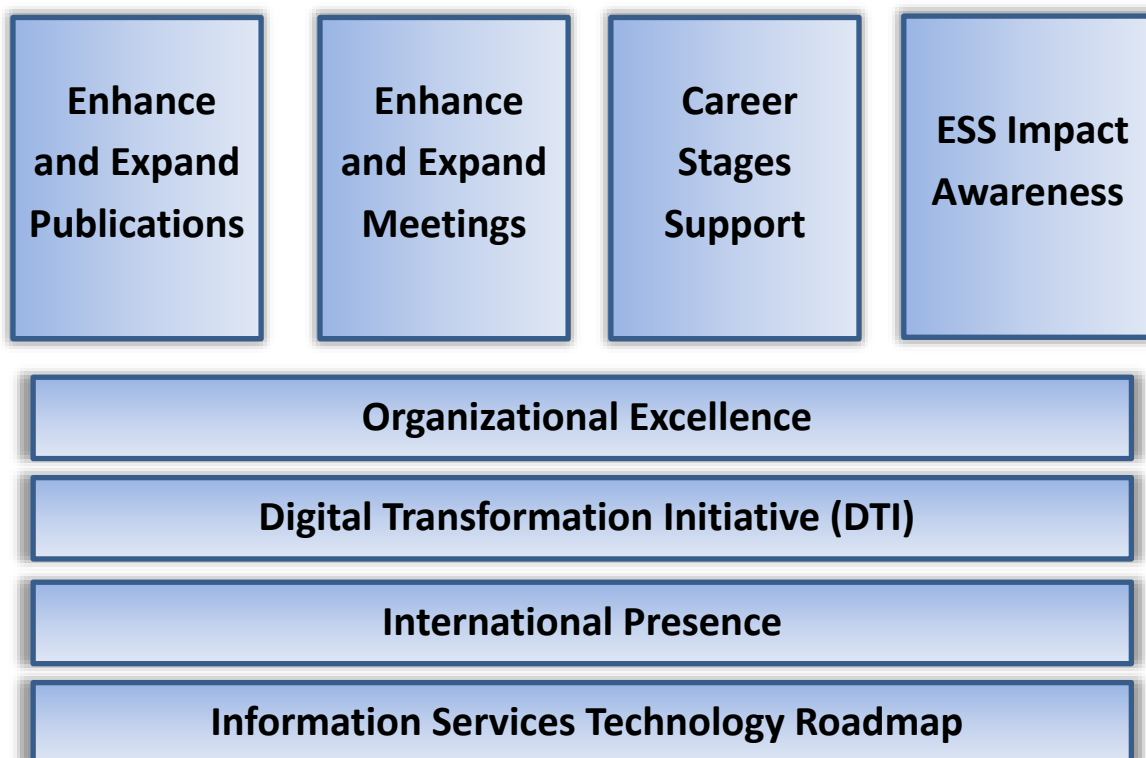 Enhance
and Expand
Publications
Enhance
and Expand
Meetings
Career
Stages
Support
ESS Impact
Awareness
Organizational Excellence
Digital Transformation Initiative (DTI)
International Presence
Information Services Technology Roadmap